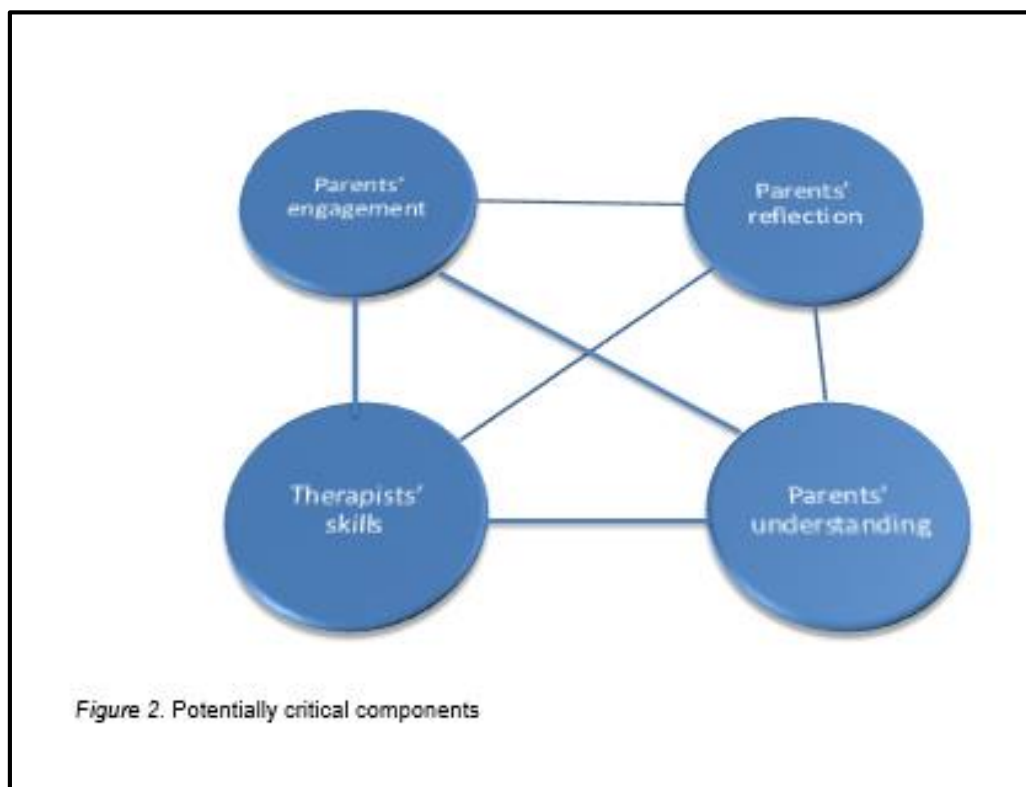 Parents'
engagement
Parents'
reflection
Therapists'
skills
Parents'
understanding
Figure 2. Potentially critical components